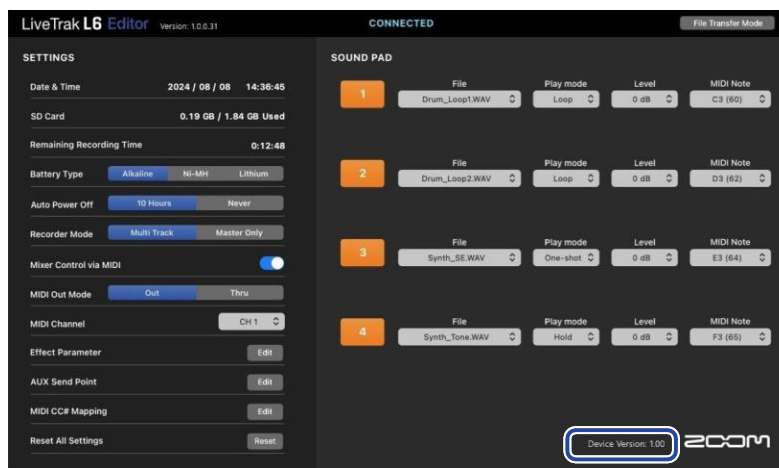 LiveTrak L6 Editor Version: 1.0.0.31 CONNECTED File Transfer Mode
SETTINGS
Date & Time 2024 / 08 / 08 14:36:45
SD Card 0.19 GB / 1.84 GB Used
Remaining Recording Time 0:12:48
Battery Type Alkaline Ni-MH Lithium
Auto Power Off 10 Hours Never
Recorder Mode Multi Track Master Only
Mixer Control via MIDI
MIDI Out Mode Out Thru
MIDI Channel CH 1
Effect Parameter Edit
AUX Send Point Edit
MIDI CC# Mapping Edit
Reset All Settings Reset
SOUND PAD
File Play mode Level MIDI Note
1 Drum_Loop1.WAV Loop 0 dB C3 (60)
File Play mode Level MIDI Note
2 Drum_Loop2.WAV Loop 0 dB D3 (62)
File Play mode Level MIDI Note
3 Synth_SE.WAV One-shot 0 dB E3 (64)
File Play mode Level MIDI Note
4 Synth_Tone.WAV Hold 0 dB F3 (65)
Device Version: 1.00 ZOOM